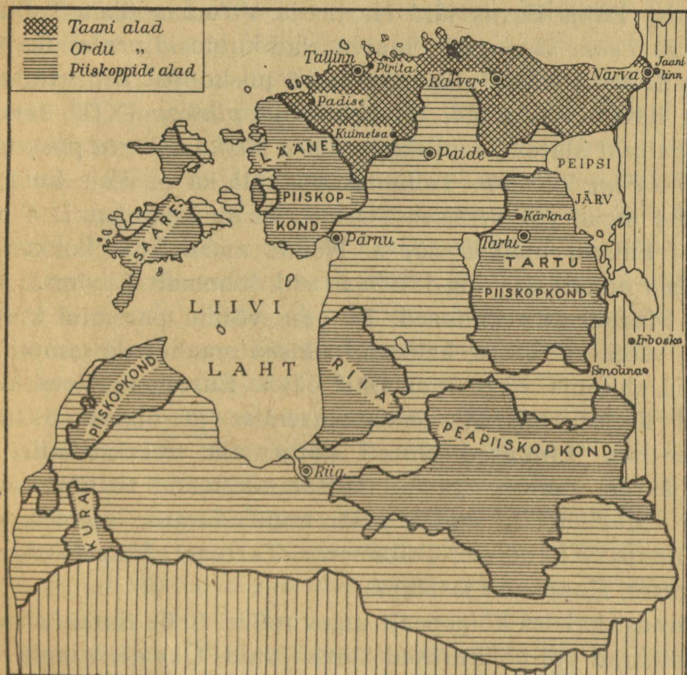 Taani alad
Ordu „
Piiskoppide alad
Tallinn
Pirita
Rakvere
Narva
Jaani
linn
Padise
Kuimetsa
Paide
LÄÄNE
PIISKOP-
KOND
PEIPSI
JÄRV
SAARE-
Pärnu
Kärkna
Tartu
TARTU
PIISKOPKOND
LIIVI
LAHT
Irboska
Smolina
PIISKOPKOND
RIIA
PEAPIISKOPKOND
Riig
KURA